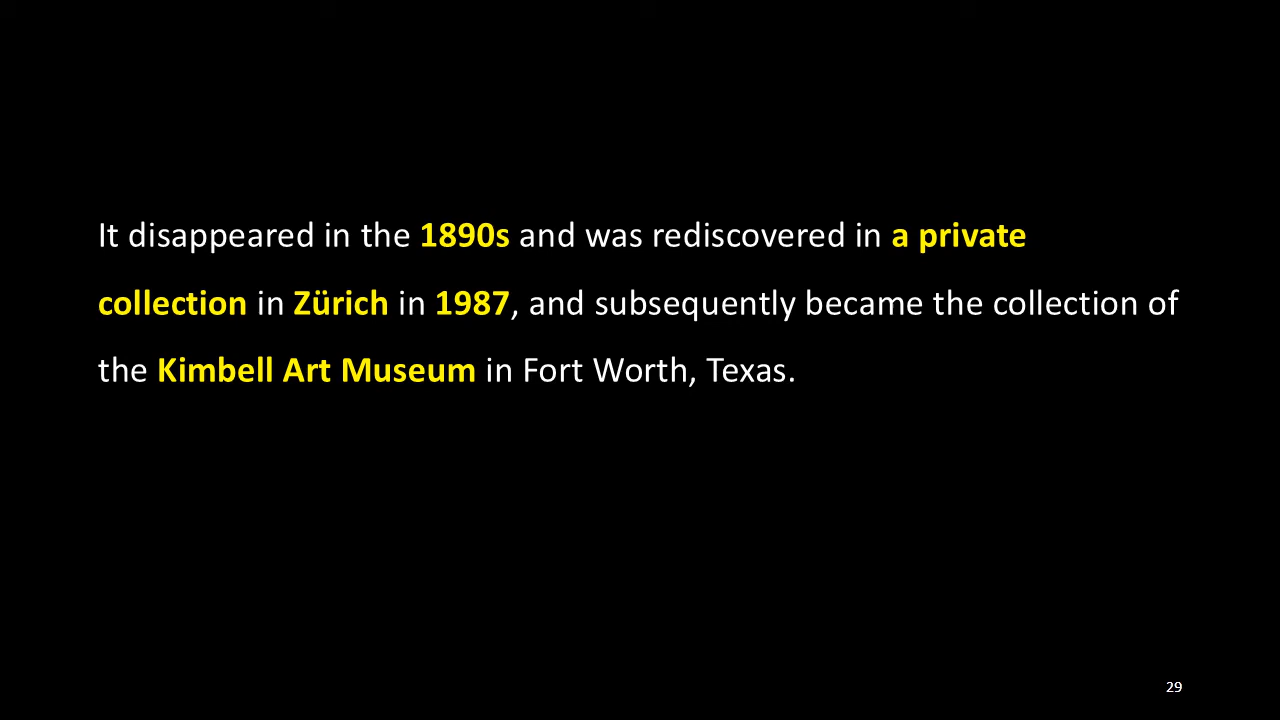 It disappeared in the 1890s and was rediscovered in a private
collection in Zürich in 1987, and subsequently became the collection of
the Kimbell Art Museum in Fort Worth, Texas.
29